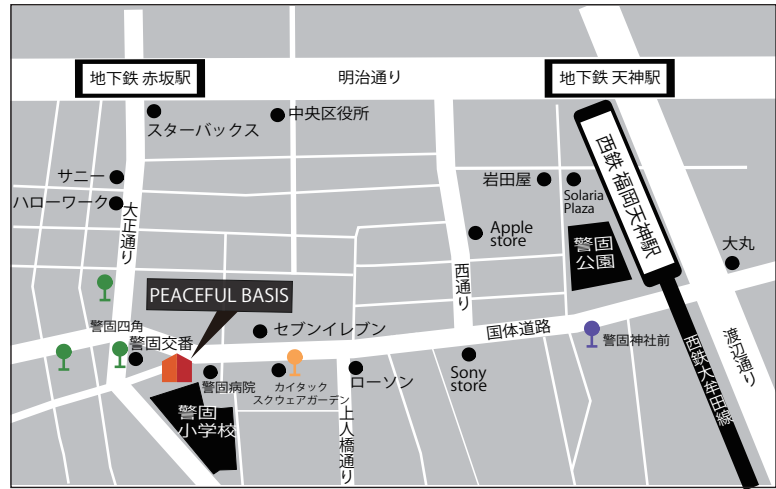 地下鉄 赤坂駅
明治通り
地下鉄 天神駅
スターバックス
中央区役所
西鉄 福岡天神駅
サニー
ハローワーク
大正通り
岩田屋
Solaria
Plaza
Apple
store
警固
公園
大丸
西通り
PEACEFUL BASIS
警固四角
警固交番
セブンイレブン
国体道路
警固神社前
渡辺通り
西鉄大牟田線
警固病院
カイタック
スクウェアガーデン
ローソン
Sony
store
警固
小学校
上人橋通り